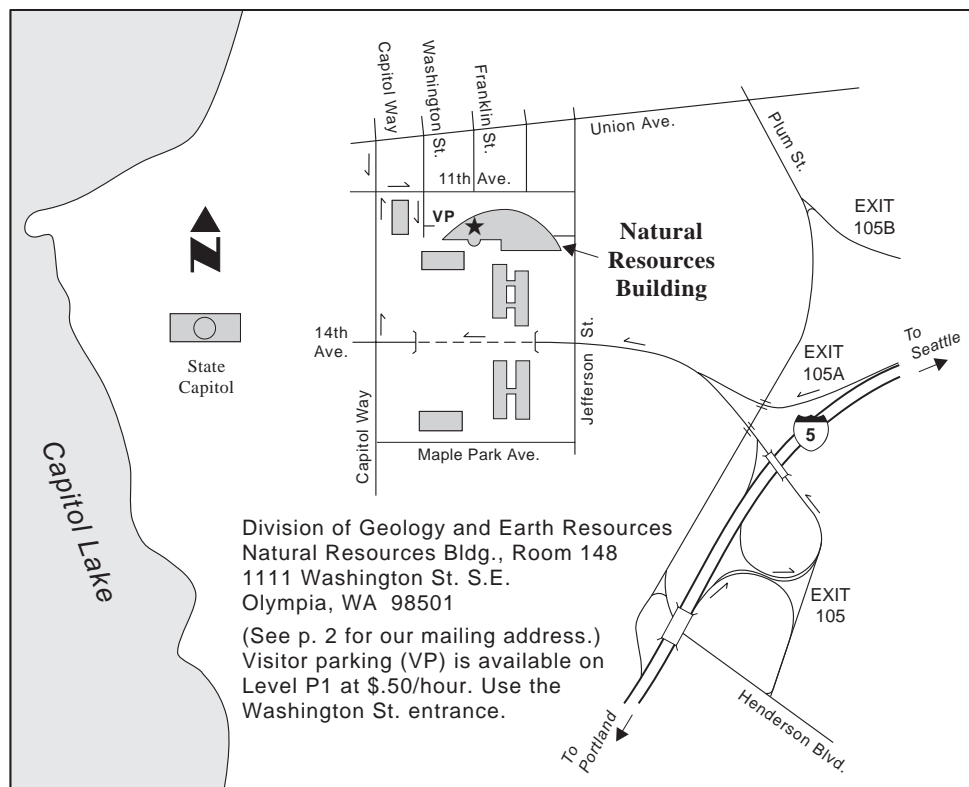 Capitol Way
Washington St.
Franklin St.
Union Ave.
Plum St.
11th Ave.
VP
EXIT
105B
Natural
Resources
Building
N
State
Capitol
14th
Ave.
Jefferson St.
EXIT
105A
To
Seattle
5
Capitol Way
Maple Park Ave.
Capitol Lake
Division of Geology and Earth Resources
Natural Resources Bldg., Room 148
1111 Washington St. S.E.
Olympia, WA 98501
(See p. 2 for our mailing address.)
Visitor parking (VP) is available on
Level P1 at $.50/hour. Use the
Washington St. entrance.
EXIT
105
Henderson Blvd.
To
Portland